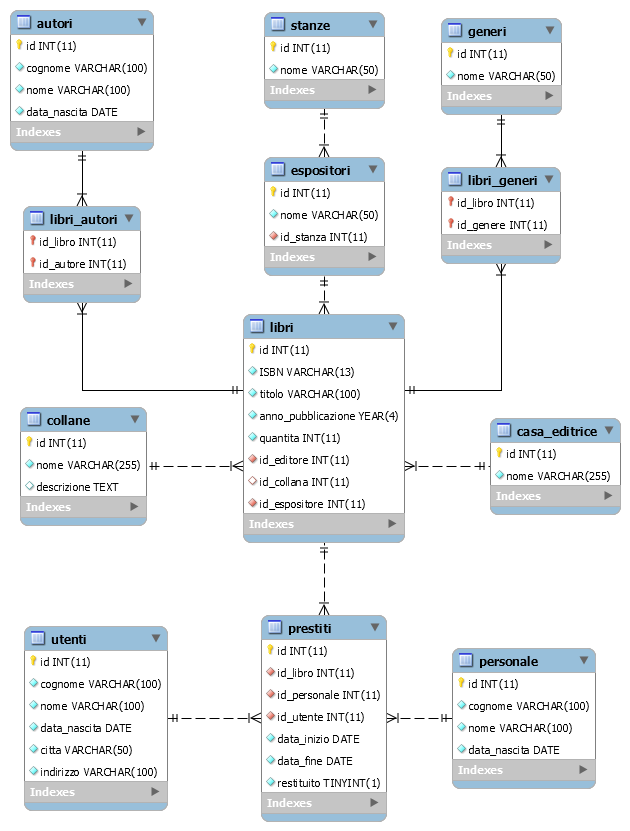 autori
id INT(11)
cognome VARCHAR(100)
nome VARCHAR(100)
data_nascita DATE
Indexes
stanze
id INT(11)
nome VARCHAR(50)
Indexes
generi
id INT(11)
nome VARCHAR(50)
Indexes
libri_autori
id_libro INT(11)
id_autore INT(11)
Indexes
espositori
id INT(11)
nome VARCHAR(50)
id_stanza INT(11)
Indexes
libri_generi
id_libro INT(11)
id_genere INT(11)
Indexes
libri
id INT(11)
ISBN VARCHAR(13)
titolo VARCHAR(100)
anno_pubblicazione YEAR(4)
quantita INT(11)
id_editore INT(11)
id_collana INT(11)
id_espositore INT(11)
Indexes
collane
id INT(11)
nome VARCHAR(255)
descrizione TEXT
Indexes
casa_editrice
id INT(11)
nome VARCHAR(255)
Indexes
utenti
id INT(11)
cognome VARCHAR(100)
nome VARCHAR(100)
data_nascita DATE
citta VARCHAR(50)
indirizzo VARCHAR(100)
Indexes
prestiti
id INT(11)
id_libro INT(11)
id_personale INT(11)
id_utente INT(11)
data_inizio DATE
data_fine DATE
restituito TINYINT(1)
Indexes
personale
id INT(11)
cognome VARCHAR(100)
nome VARCHAR(100)
data_nascita DATE
Indexes